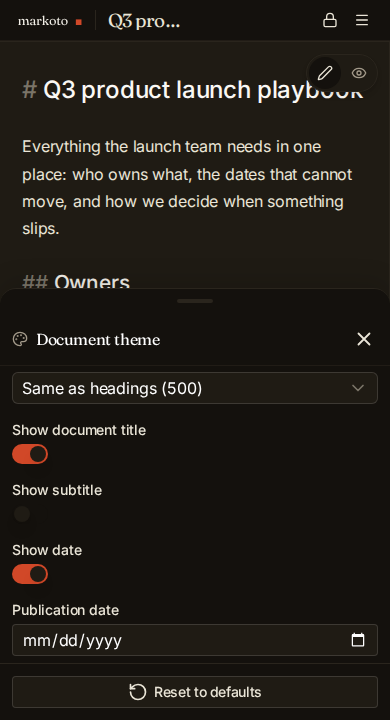 markoto
Q3 pro...
# Q3 product launch playbook
Everything the launch team needs in one
place: who owns what, the dates that cannot
move, and how we decide when something
slips.
## Owners
Document theme
Same as headings (500)
Show document title
Show subtitle
Show date
Publication date
mm/dd/yyyy
Reset to defaults